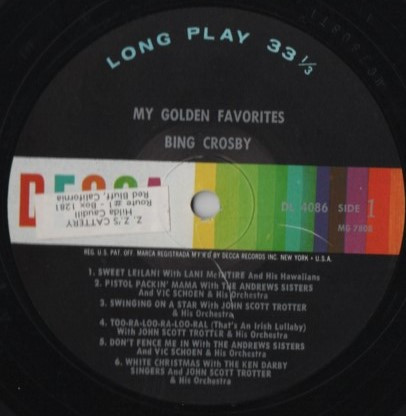 LONG PLAY 33⅓
MY GOLDEN FAVORITES
BING CROSBY
DECCA
Z. Z.'S CATTERY
Hilda Caudill
Route # 1 - Box 1281
Red Bluff, California
DL 4086 SIDE 1
MG 7808
REG. U.S. PAT. OFF. MARCA REGISTRADA BY DECCA RECORDS INC. NEW YORK • U.S.A.
1. SWEET LEILANI With LANI McINTIRE And His Hawaiians
2. PISTOL PACKIN' MAMA With THE ANDREWS SISTERS
And VIC SCHOEN & His Orchestra
3. SWINGING ON A STAR With JOHN SCOTT TROTTER
& His Orchestra
4. TOO-RA-LOO-RA-LOO-RAL (That's An Irish Lullaby)
With JOHN SCOTT TROTTER & His Orchestra
5. DON'T FENCE ME IN With THE ANDREWS SISTERS
And VIC SCHOEN & His Orchestra
6. WHITE CHRISTMAS With THE KEN DARBY
SINGERS And JOHN SCOTT TROTTER
& His Orchestra